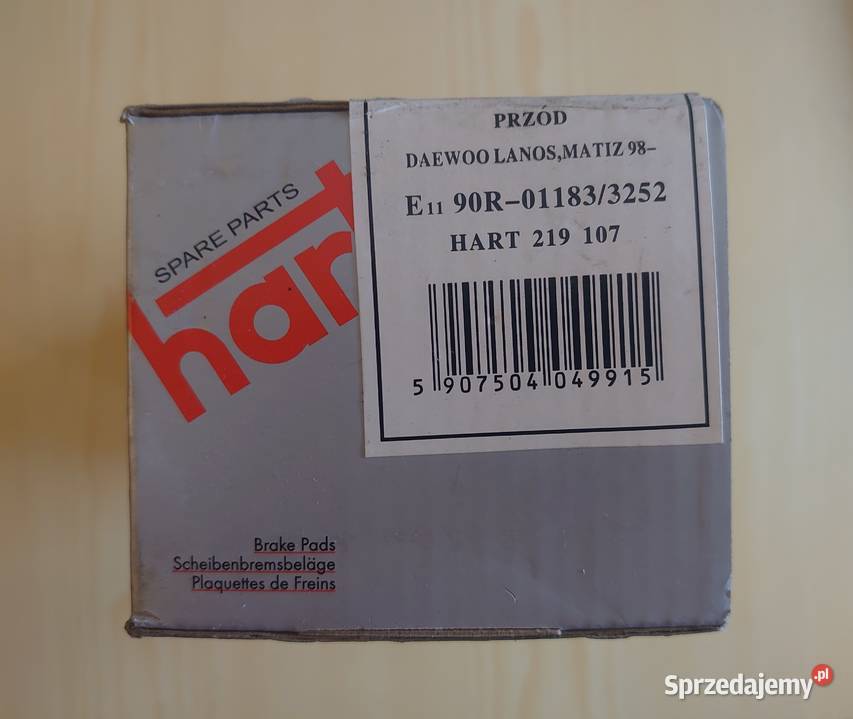 PRZÓD
DAEWOO LANOS,MATIZ 98-
E11 90R-01183/3252
HART 219 107
5 907504 049915
SPARE PARTS
hart
Brake Pads
Scheibenbremsbeläge
Plaquettes de Freins
Sprzedajemy.pl